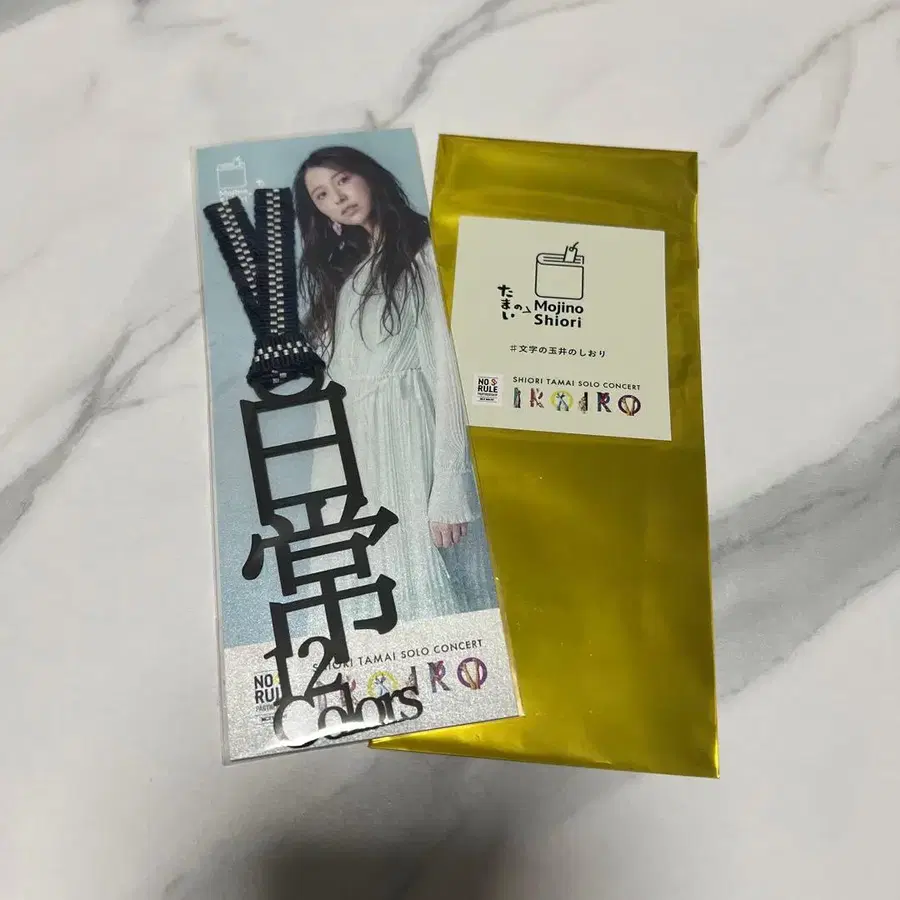 Mojino
日常
12
Colors
SHIORI TAMAI SOLO CONCERT
NO
RULE
IROIRO
たまいの
Mojino
Shiori
#文字の玉井のしおり
NO
RULE
SHIORI TAMAI SOLO CONCERT
IROIRO